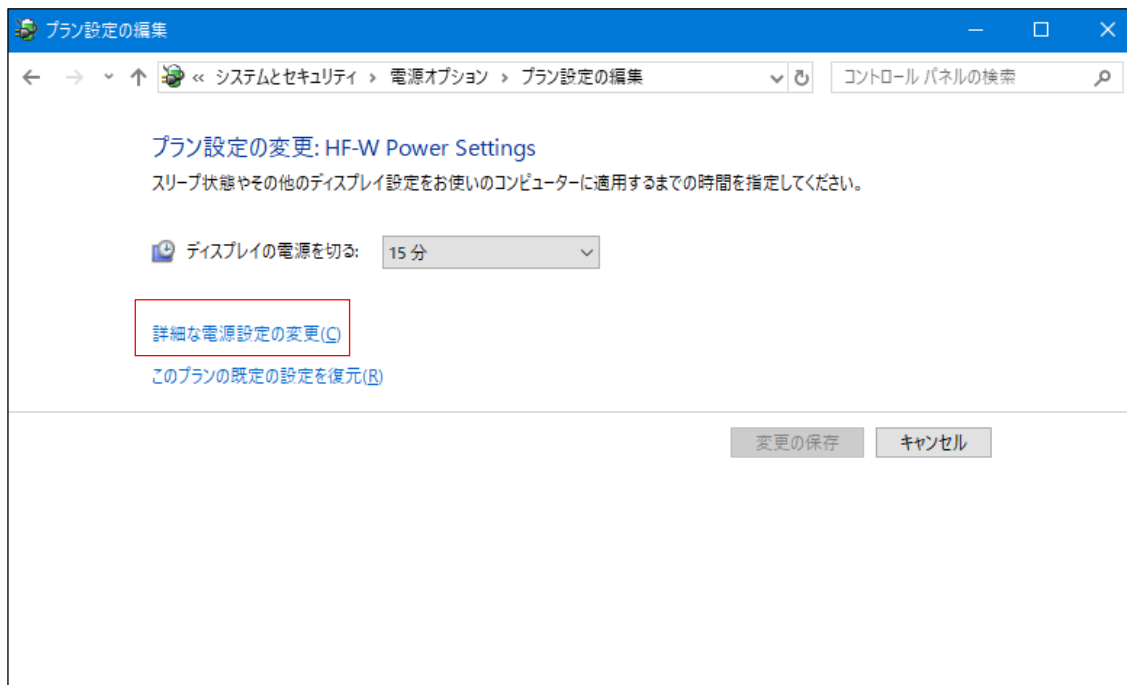 プラン設定の編集
« システムとセキュリティ › 電源オプション › プラン設定の編集
コントロール パネルの検索
プラン設定の変更: HF-W Power Settings
スリープ状態やその他のディスプレイ設定をお使いのコンピューターに適用するまでの時間を指定してください。
ディスプレイの電源を切る: 15 分
詳細な電源設定の変更(C)
このプランの既定の設定を復元(R)
変更の保存 キャンセル